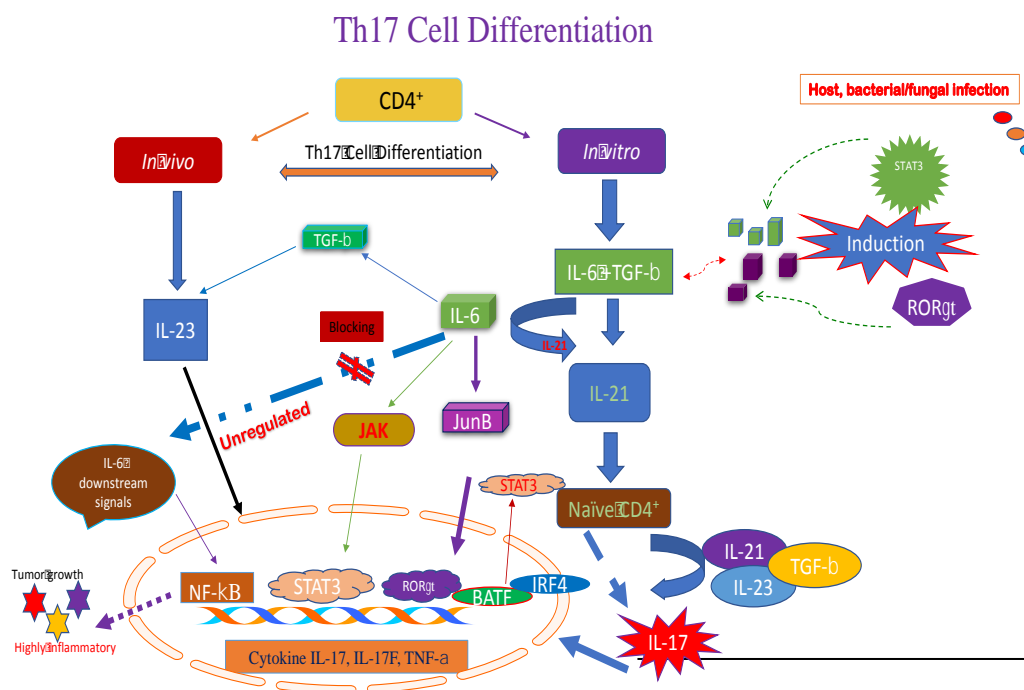 Th17 Cell Differentiation
CD4⁺
Host, bacterial/fungal infection
In vivo
Th17 Cell Differentiation
In vitro
STAT3
TGF-b
Induction
IL-6 + TGF-b
IL-23
IL-6
RORgt
Blocking
IL-21
IL-21
Unregulated
JAK
JunB
IL-6
downstream
signals
STAT3
Naïve CD4⁺
IL-21
TGF-b
IL-23
Tumor growth
NF-kB
STAT3
RORgt
BATF
IRF4
IL-17
Highly Inflammatory
Cytokine IL-17, IL-17F, TNF-a